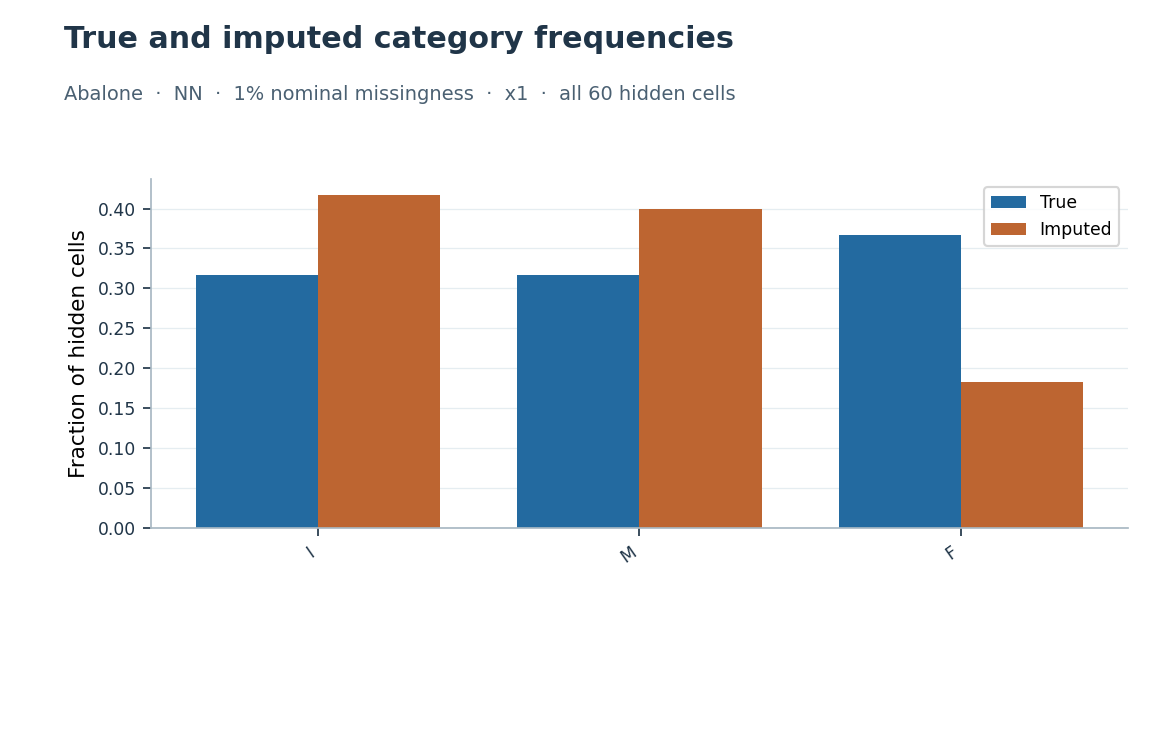 True and imputed category frequencies
Abalone · NN · 1% nominal missingness · x1 · all 60 hidden cells
Fraction of hidden cells
0.40
0.35
0.30
0.25
0.20
0.15
0.10
0.05
0.00
True
Imputed
I
M
F